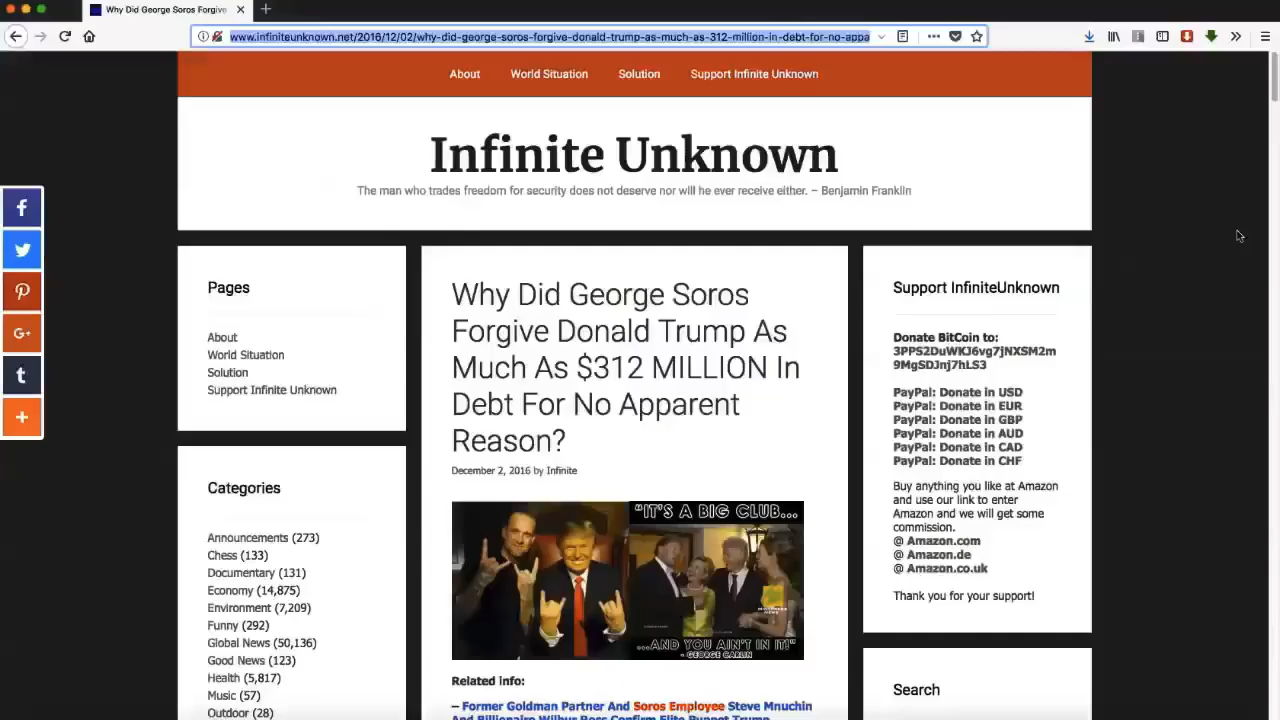 Why Did George Soros Forgive
www.infiniteunknown.net/2016/12/02/why-did-george-soros-forgive-donald-trump-as-much-as-312-million-in-debt-for-no-appa
About World Situation Solution Support Infinite Unknown
Infinite Unknown
The man who trades freedom for security does not deserve nor will he ever receive either. – Benjamin Franklin
f
G+
t
+
Pages
About
World Situation
Solution
Support Infinite Unknown
Categories
Announcements (273)
Chess (133)
Documentary (131)
Economy (14,875)
Environment (7,209)
Funny (292)
Global News (50,136)
Good News (123)
Health (5,817)
Music (57)
Outdoor (28)
Why Did George Soros
Forgive Donald Trump As
Much As $312 MILLION In
Debt For No Apparent
Reason?
December 2, 2016 by Infinite
"IT'S A BIG CLUB...
...AND YOU AIN'T IN IT!"
- GEORGE CARLIN
Related info:
– Former Goldman Partner And Soros Employee Steve Mnuchin
And Billionaire Wilbur Ross Confirm Elite Puppet Trump
Support InfiniteUnknown
Donate BitCoin to:
3PPS2DuWKJ6vg7jNXSM2m
9MgSDJnj7hLS3
PayPal: Donate in USD
PayPal: Donate in EUR
PayPal: Donate in GBP
PayPal: Donate in AUD
PayPal: Donate in CAD
PayPal: Donate in CHF
Buy anything you like at Amazon
and use our link to enter
Amazon and we will get some
commission.
@ Amazon.com
@ Amazon.de
@ Amazon.co.uk
Thank you for your support!
Search